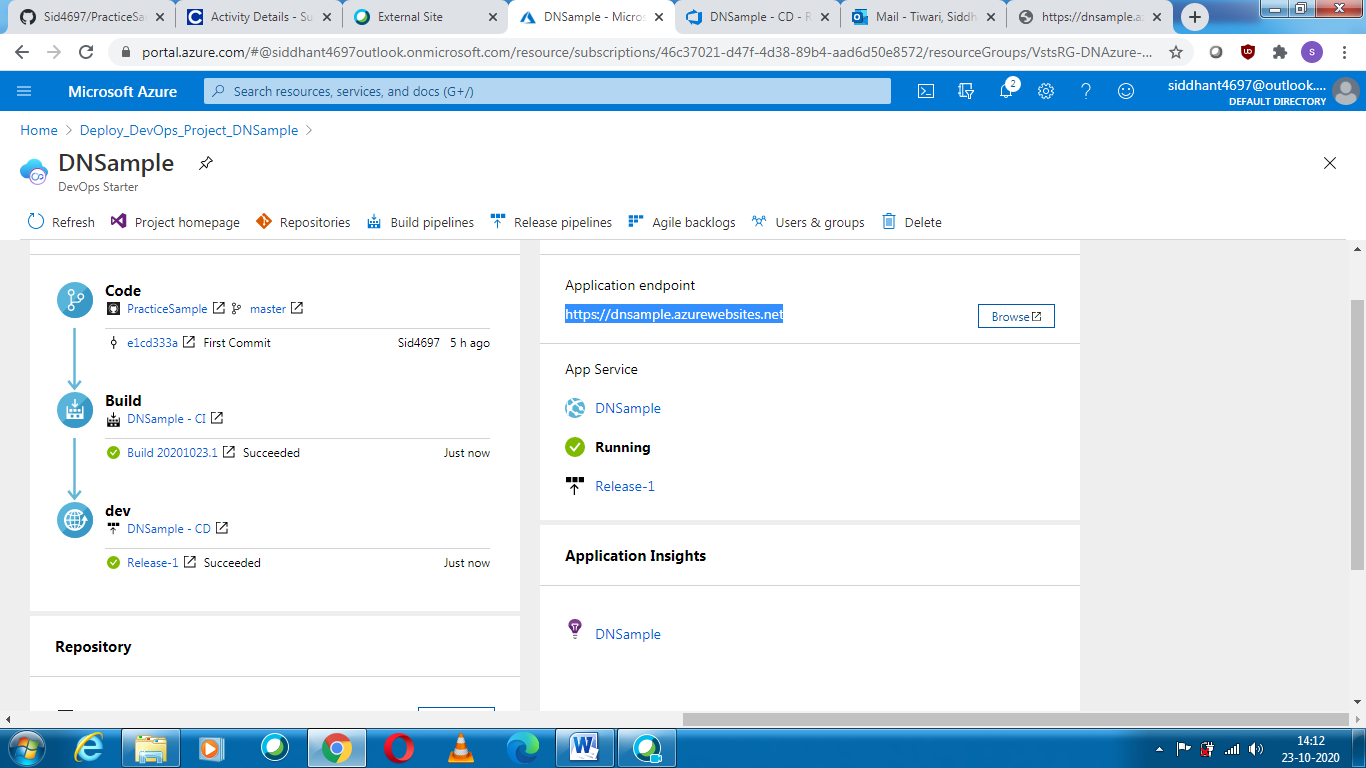 Sid4697/PracticeSa
Activity Details - Su
External Site
DNSample - Micros
DNSample - CD - R
Mail - Tiwari, Siddh
https://dnsample.a
portal.azure.com/#@siddhant4697outlook.onmicrosoft.com/resource/subscriptions/46c37021-d47f-4d38-89b4-aad6d50e8572/resourceGroups/VstsRG-DNAzure-...
S
Microsoft Azure
Search resources, services, and docs (G+/)
2
siddhant4697@outlook....
DEFAULT DIRECTORY
Home > Deploy_DevOps_Project_DNSample >
DNSample
DevOps Starter
Refresh Project homepage Repositories Build pipelines Release pipelines Agile backlogs Users & groups Delete
Code
PracticeSample master
e1cd333a First Commit Sid4697 5 h ago
Build
DNSample - CI
Build 20201023.1 Succeeded Just now
dev
DNSample - CD
Release-1 Succeeded Just now
Repository
Application endpoint
https://dnsample.azurewebsites.net
Browse
App Service
DNSample
Running
Release-1
Application Insights
DNSample
14:12
23-10-2020